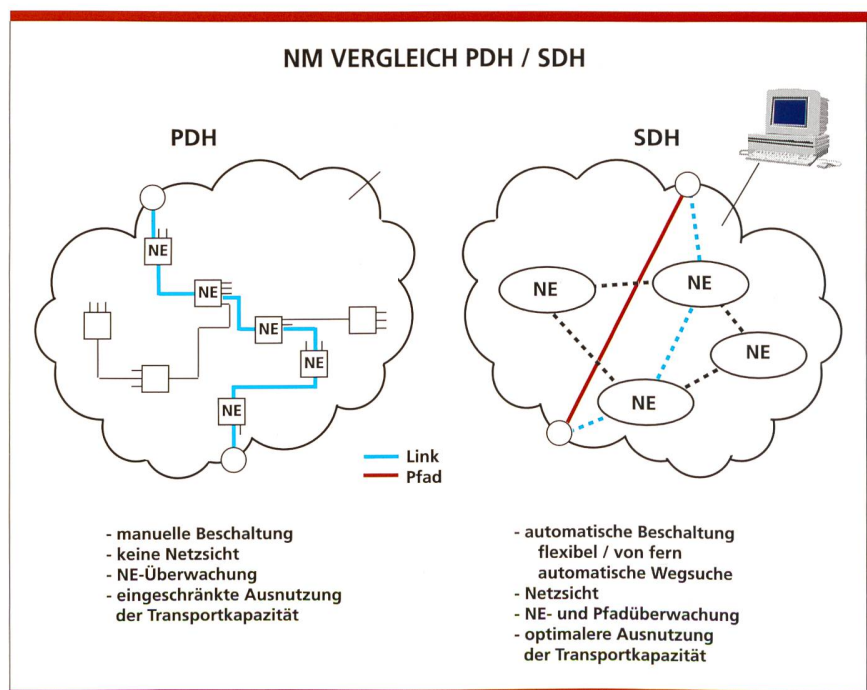 NM VERGLEICH PDH / SDH
PDH
NE
NE
NE
NE
NE
SDH
NE
NE
NE
NE
Link
Pfad
- manuelle Beschaltung
- keine Netzsicht
- NE-Überwachung
- eingeschränkte Ausnutzung
der Transportkapazität
- automatische Beschaltung
flexibel / von fern
automatische Wegsuche
- Netzsicht
- NE- und Pfadüberwachung
- optimalere Ausnutzung
der Transportkapazität